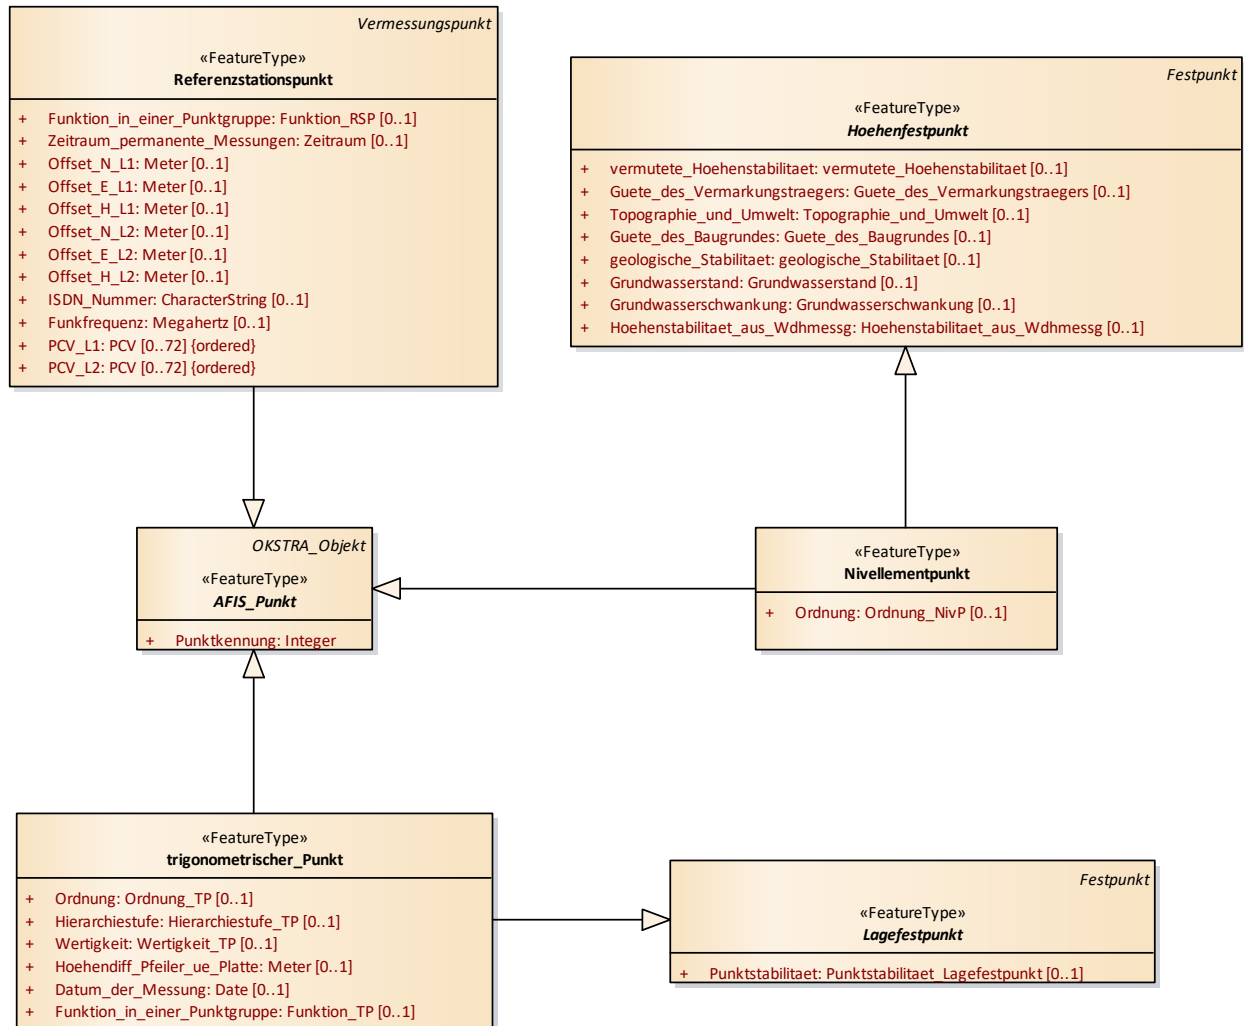 Vermessungspunkt
«FeatureType»
Referenzstationspunkt
+ Funktion_in_einer_Punktgruppe: Funktion_RSP [0..1]
+ Zeitraum_permanente_Messungen: Zeitraum [0..1]
+ Offset_N_L1: Meter [0..1]
+ Offset_E_L1: Meter [0..1]
+ Offset_H_L1: Meter [0..1]
+ Offset_N_L2: Meter [0..1]
+ Offset_E_L2: Meter [0..1]
+ Offset_H_L2: Meter [0..1]
+ ISDN_Nummer: CharacterString [0..1]
+ Funkfrequenz: Megahertz [0..1]
+ PCV_L1: PCV [0..72] {ordered}
+ PCV_L2: PCV [0..72] {ordered}
Festpunkt
«FeatureType»
Hoehenfestpunkt
+ vermutete_Hoehenstabilitaet: vermutete_Hoehenstabilitaet [0..1]
+ Guete_des_Vermarkungstraegers: Guete_des_Vermarkungstraegers [0..1]
+ Topographie_und_Umwelt: Topographie_und_Umwelt [0..1]
+ Guete_des_Baugrundes: Guete_des_Baugrundes [0..1]
+ geologische_Stabilitaet: geologische_Stabilitaet [0..1]
+ Grundwasserstand: Grundwasserstand [0..1]
+ Grundwasserschwankung: Grundwasserschwankung [0..1]
+ Hoehenstabilitaet_aus_Wdhmessg: Hoehenstabilitaet_aus_Wdhmessg [0..1]
OKSTRA_Objekt
«FeatureType»
AFIS_Punkt
+ Punktkennung: Integer
«FeatureType»
Nivellementpunkt
+ Ordnung: Ordnung_NivP [0..1]
«FeatureType»
trigonometrischer_Punkt
+ Ordnung: Ordnung_TP [0..1]
+ Hierarchiestufe: Hierarchiestufe_TP [0..1]
+ Wertigkeit: Wertigkeit_TP [0..1]
+ Hoehendiff_Pfeiler_ue_Platte: Meter [0..1]
+ Datum_der_Messung: Date [0..1]
+ Funktion_in_einer_Punktgruppe: Funktion_TP [0..1]
Festpunkt
«FeatureType»
Lagefestpunkt
+ Punktstabilitaet: Punktstabilitaet_Lagefestpunkt [0..1]